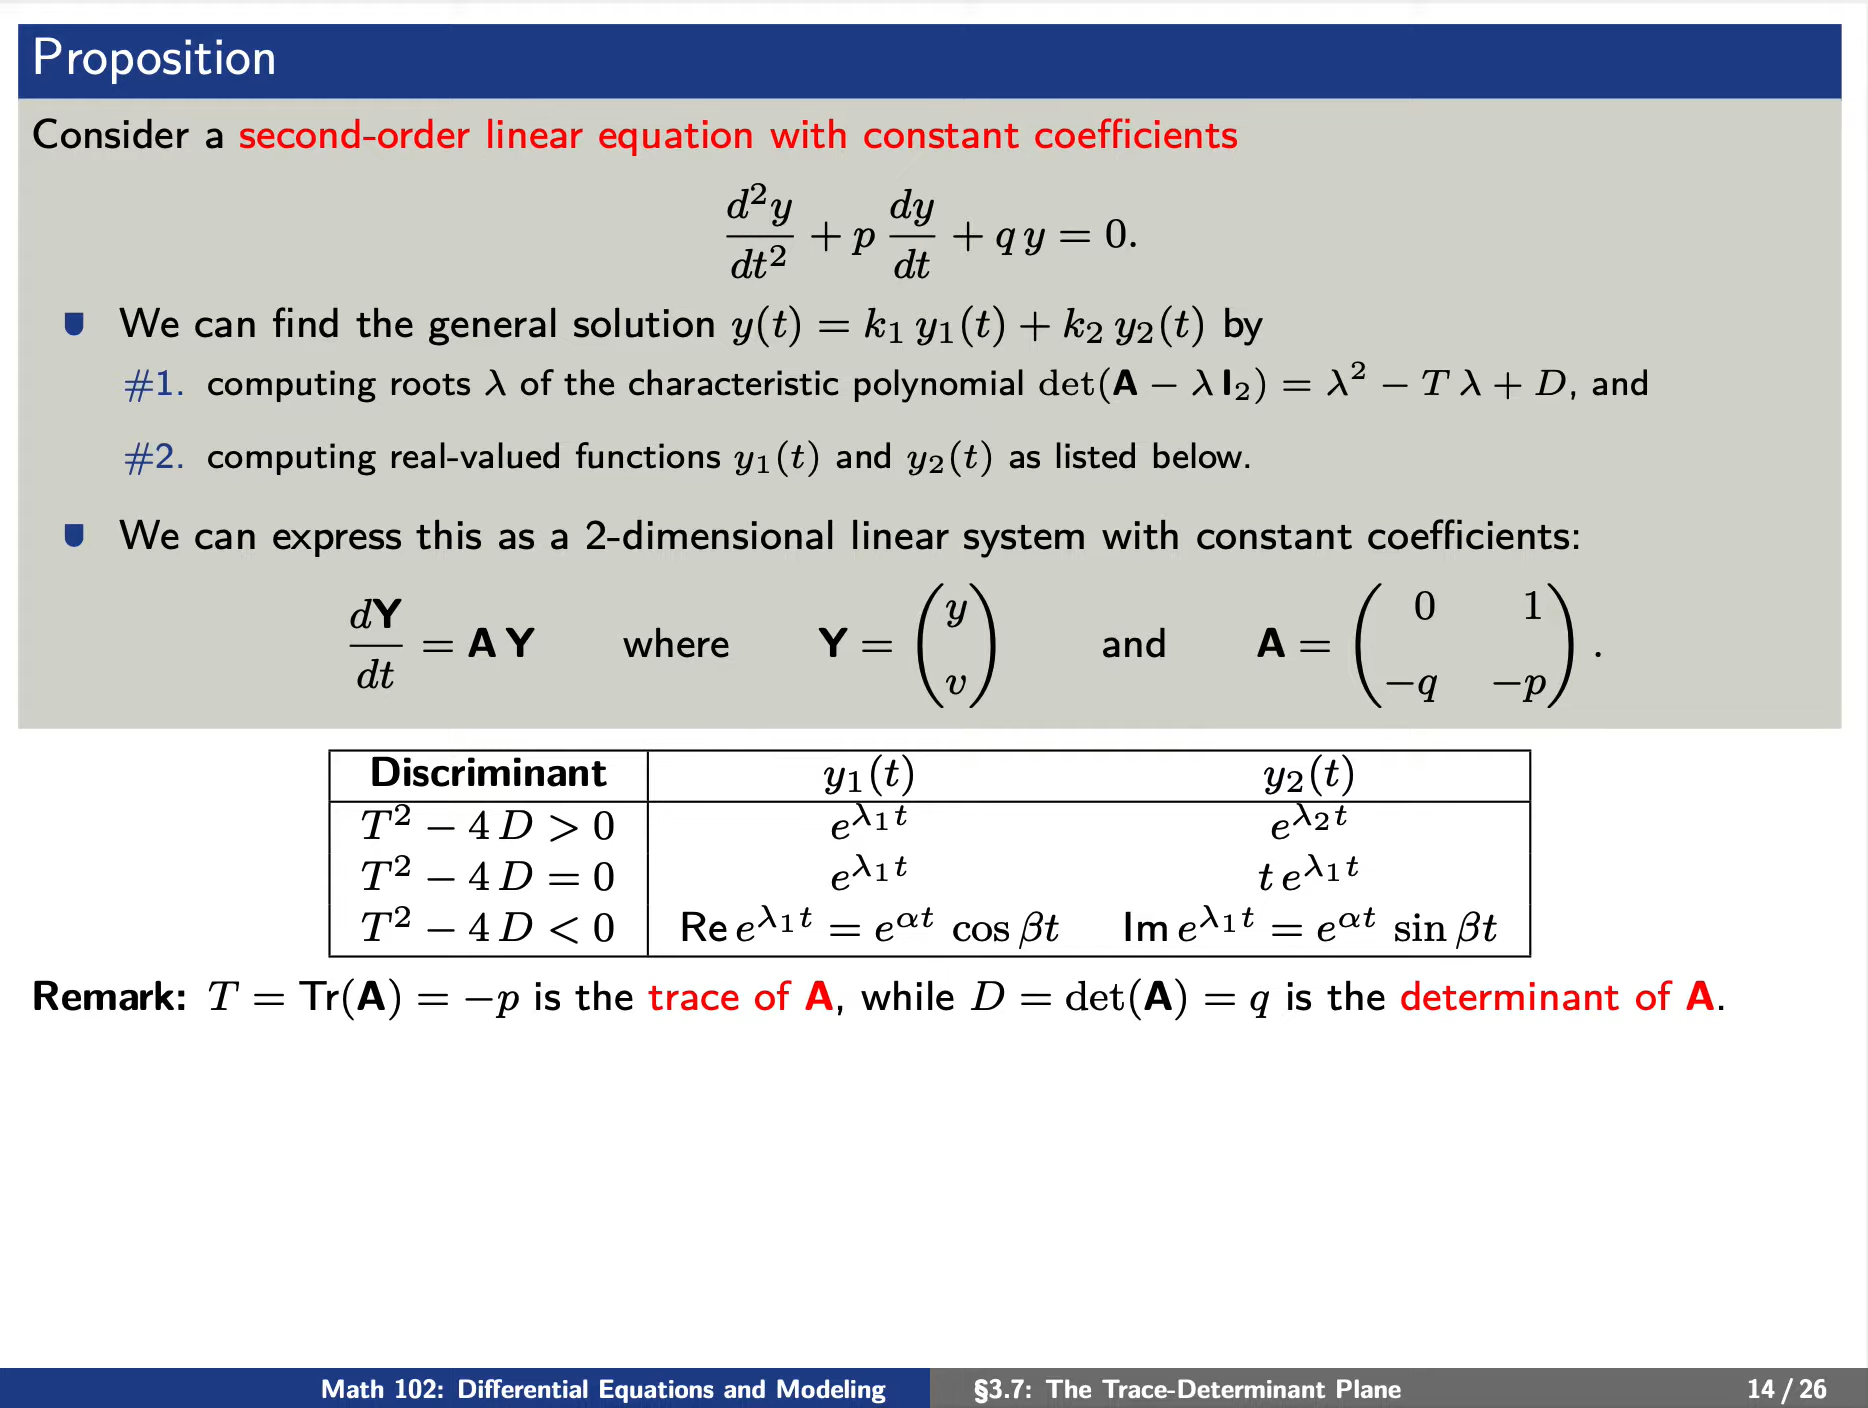 Proposition
Consider a second-order linear equation with constant coefficients
d²y/dt² + p dy/dt + q y = 0.
We can find the general solution y(t) = k₁ y₁(t) + k₂ y₂(t) by
#1. computing roots λ of the characteristic polynomial det(A − λ I₂) = λ² − T λ + D, and
#2. computing real-valued functions y₁(t) and y₂(t) as listed below.
We can express this as a 2-dimensional linear system with constant coefficients:
dY/dt = A Y where Y = (y; v) and A = (0 1; −q −p).
Discriminant y₁(t) y₂(t)
T² − 4 D > 0 e^{λ₁ t} e^{λ₂ t}
T² − 4 D = 0 e^{λ₁ t} t e^{λ₁ t}
T² − 4 D < 0 Re e^{λ₁ t} = e^{αt} cos βt Im e^{λ₁ t} = e^{αt} sin βt
Remark: T = Tr(A) = −p is the trace of A, while D = det(A) = q is the determinant of A.
Math 102: Differential Equations and Modeling §3.7: The Trace-Determinant Plane 14 / 26